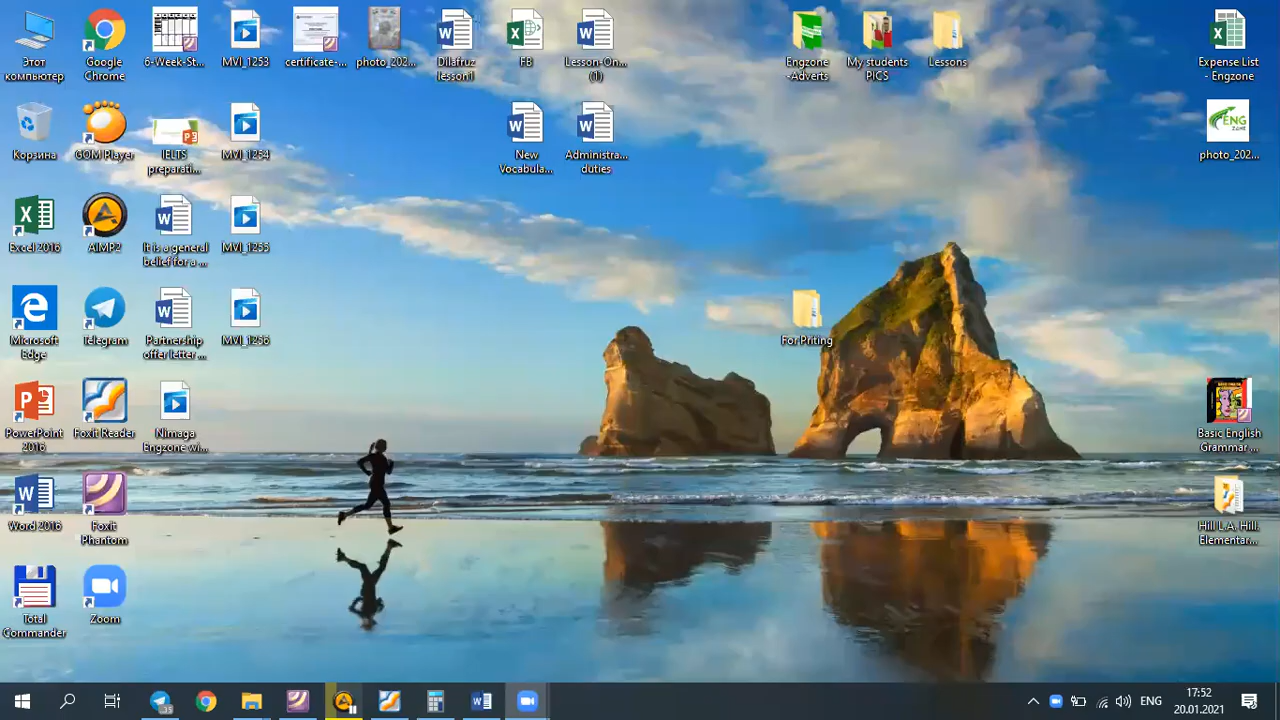 Этот
компьютер
Google
Chrome
6-Week-St...
MVI_1253
certificate-...
photo_202...
Dilafruz
lesson1
FB
Lesson-On...
(1)
Engzone
-Adverts
My students
PICS
Lessons
Expense List
- Engzone
Корзина
GOM Player
IELTS
preparati...
MVI_1254
New
Vocabula...
Administra...
duties
ENG
ZONE
photo_202...
Excel 2016
AIMP2
It is a general
belief for a ...
MVI_1255
Microsoft
Edge
Telegram
Partnership
offer letter ...
MVI_1256
For Priting
PowerPoint
2016
Foxit Reader
Nimaga
Engzone wi...
Basic English
Grammar ...
Word 2016
Foxit
Phantom
Hill L.A. Hill.
Elementar...
Total
Commander
Zoom
35
ENG
17:52
20.01.2021